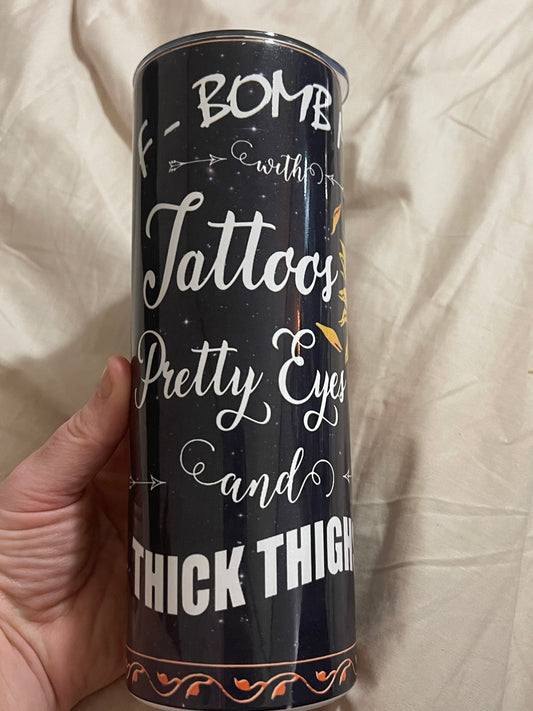 F - BOMB
with
Tattoos
Pretty Eyes
and
THICK THIGH